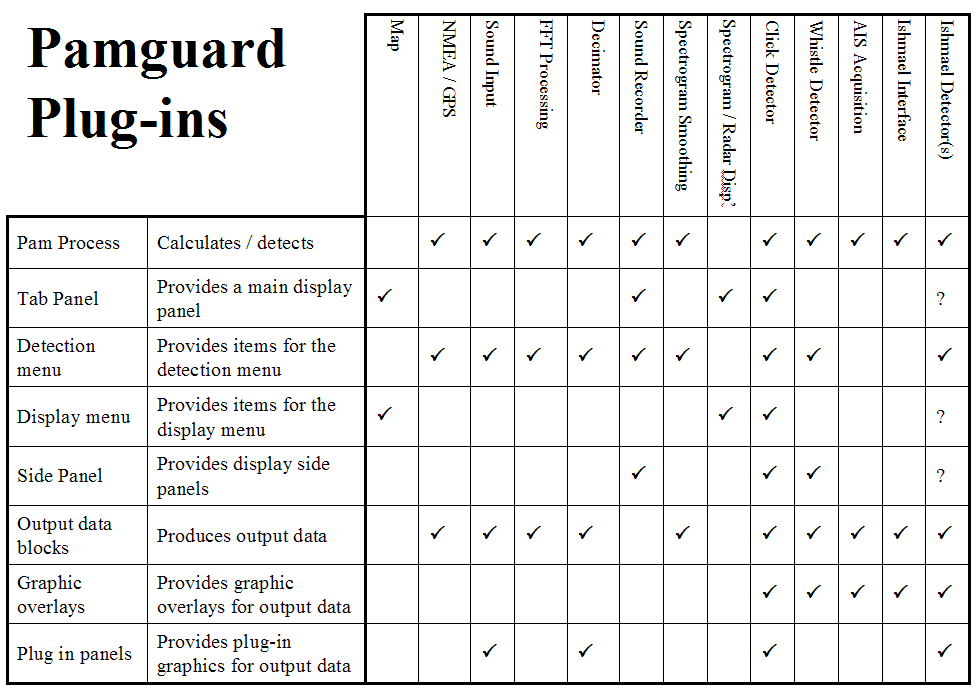 Pamguard
Plug-ins
Map
NMEA / GPS
Sound Input
FFT Processing
Decimator
Sound Recorder
Spectrogram Smoothing
Spectrogram / Radar Disp’
Click Detector
Whistle Detector
AIS Acquisition
Ishmael Interface
Ishmael Detector(s)
Pam Process Calculates / detects ✓ ✓ ✓ ✓ ✓ ✓ ✓ ✓ ✓ ✓ ✓
Tab Panel Provides a main display
panel ✓ ✓ ✓ ✓ ?
Detection
menu Provides items for the
detection menu ✓ ✓ ✓ ✓ ✓ ✓ ✓ ✓ ✓
Display menu Provides items for the
display menu ✓ ✓ ✓ ?
Side Panel Provides display side
panels ✓ ✓ ✓ ?
Output data
blocks Produces output data ✓ ✓ ✓ ✓ ✓ ✓ ✓ ✓ ✓ ✓
Graphic
overlays Provides graphic
overlays for output data ✓ ✓ ✓ ✓ ✓
Plug in panels Provides plug-in
graphics for output data ✓ ✓ ✓ ✓